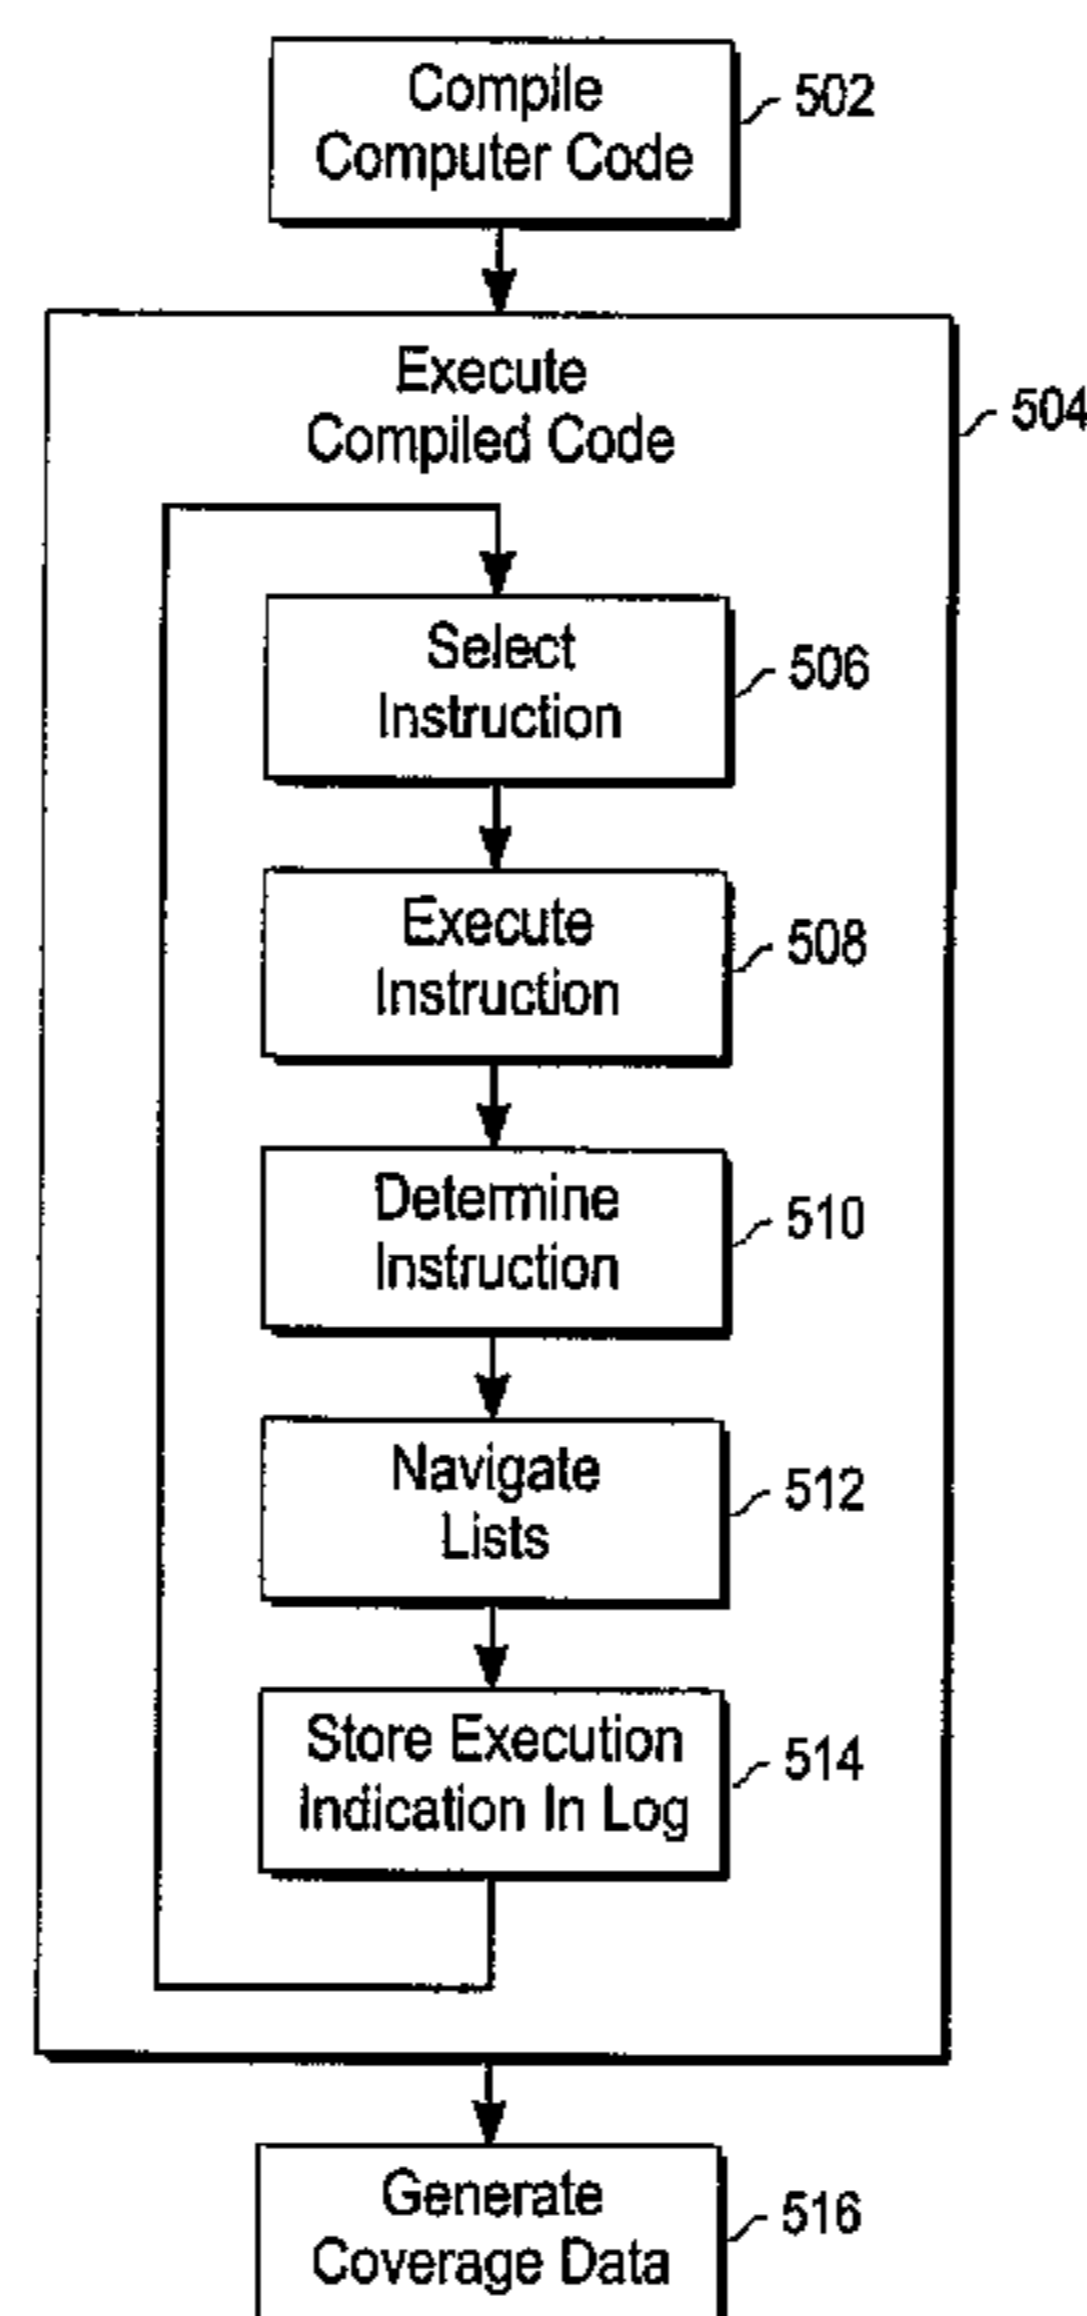 Compile
Computer Code
502
Execute
Compiled Code
504
Select
Instruction
506
Execute
Instruction
508
Determine
Instruction
510
Navigate
Lists
512
Store Execution
Indication In Log
514
Generate
Coverage Data
516